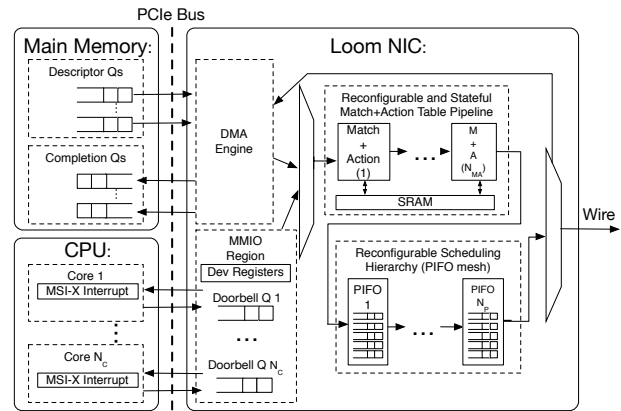 PCIe Bus
Main Memory:
Descriptor Qs
Completion Qs
CPU:
Core 1
MSI-X Interrupt
Core N_C
MSI-X Interrupt
Loom NIC:
DMA
Engine
MMIO
Region
Dev Registers
Doorbell Q 1
...
Doorbell Q N_C
Reconfigurable and Stateful
Match+Action Table Pipeline
Match
+
Action
(1)
...
M
+
A
(N_MA)
SRAM
Reconfigurable Scheduling
Hierarchy (PIFO mesh)
PIFO
1
...
PIFO
N_P
Wire